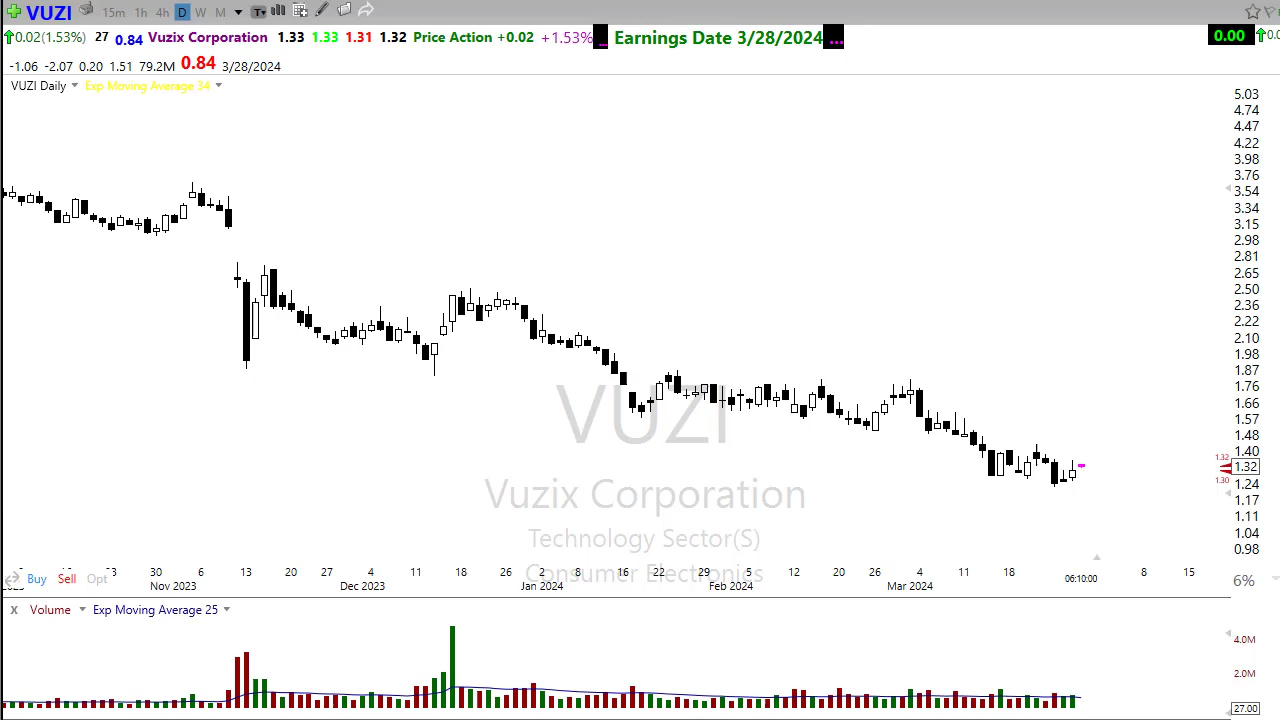 VUZI 15m 1h 4h D W M T
0.02(1.53%) 27 0.84 Vuzix Corporation 1.33 1.33 1.31 1.32 Price Action +0.02 +1.53% ... Earnings Date 3/28/2024 ... 0.00
-1.06 -2.07 0.20 1.51 79.2M 0.84 3/28/2024
VUZI Daily Exp Moving Average 34
5.03
4.74
4.47
4.22
3.98
3.76
3.54
3.34
3.15
2.98
2.81
2.65
2.50
2.36
2.22
2.10
1.98
1.87
1.76
1.66
1.57
1.48
1.40
1.32
1.32
1.30
1.24
1.17
1.11
1.04
0.98
VUZI
Vuzix Corporation
Technology Sector(S)
Consumer Electronics
30 6 13 20 27 4 11 18 26 2 8 16 22 29 5 12 20 26 4 11 18 8 15
Nov 2023 Dec 2023 Jan 2024 Feb 2024 Mar 2024 06:10:00
Buy Sell Opt 6%
X Volume Exp Moving Average 25
4.0M
2.0M
27.00